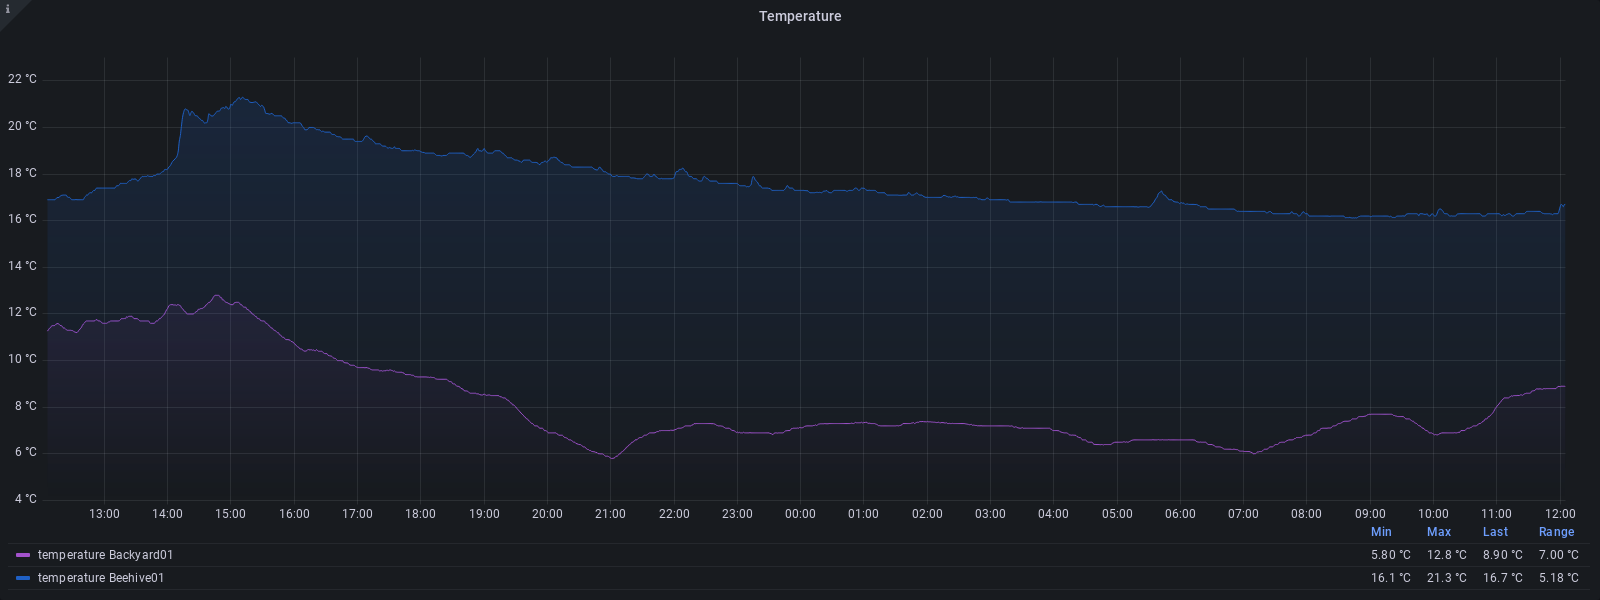 i
Temperature
22 °C
20 °C
18 °C
16 °C
14 °C
12 °C
10 °C
8 °C
6 °C
4 °C
13:00 14:00 15:00 16:00 17:00 18:00 19:00 20:00 21:00 22:00 23:00 00:00 01:00 02:00 03:00 04:00 05:00 06:00 07:00 08:00 09:00 10:00 11:00 12:00
Min Max Last Range
temperature Backyard01 5.80 °C 12.8 °C 8.90 °C 7.00 °C
temperature Beehive01 16.1 °C 21.3 °C 16.7 °C 5.18 °C